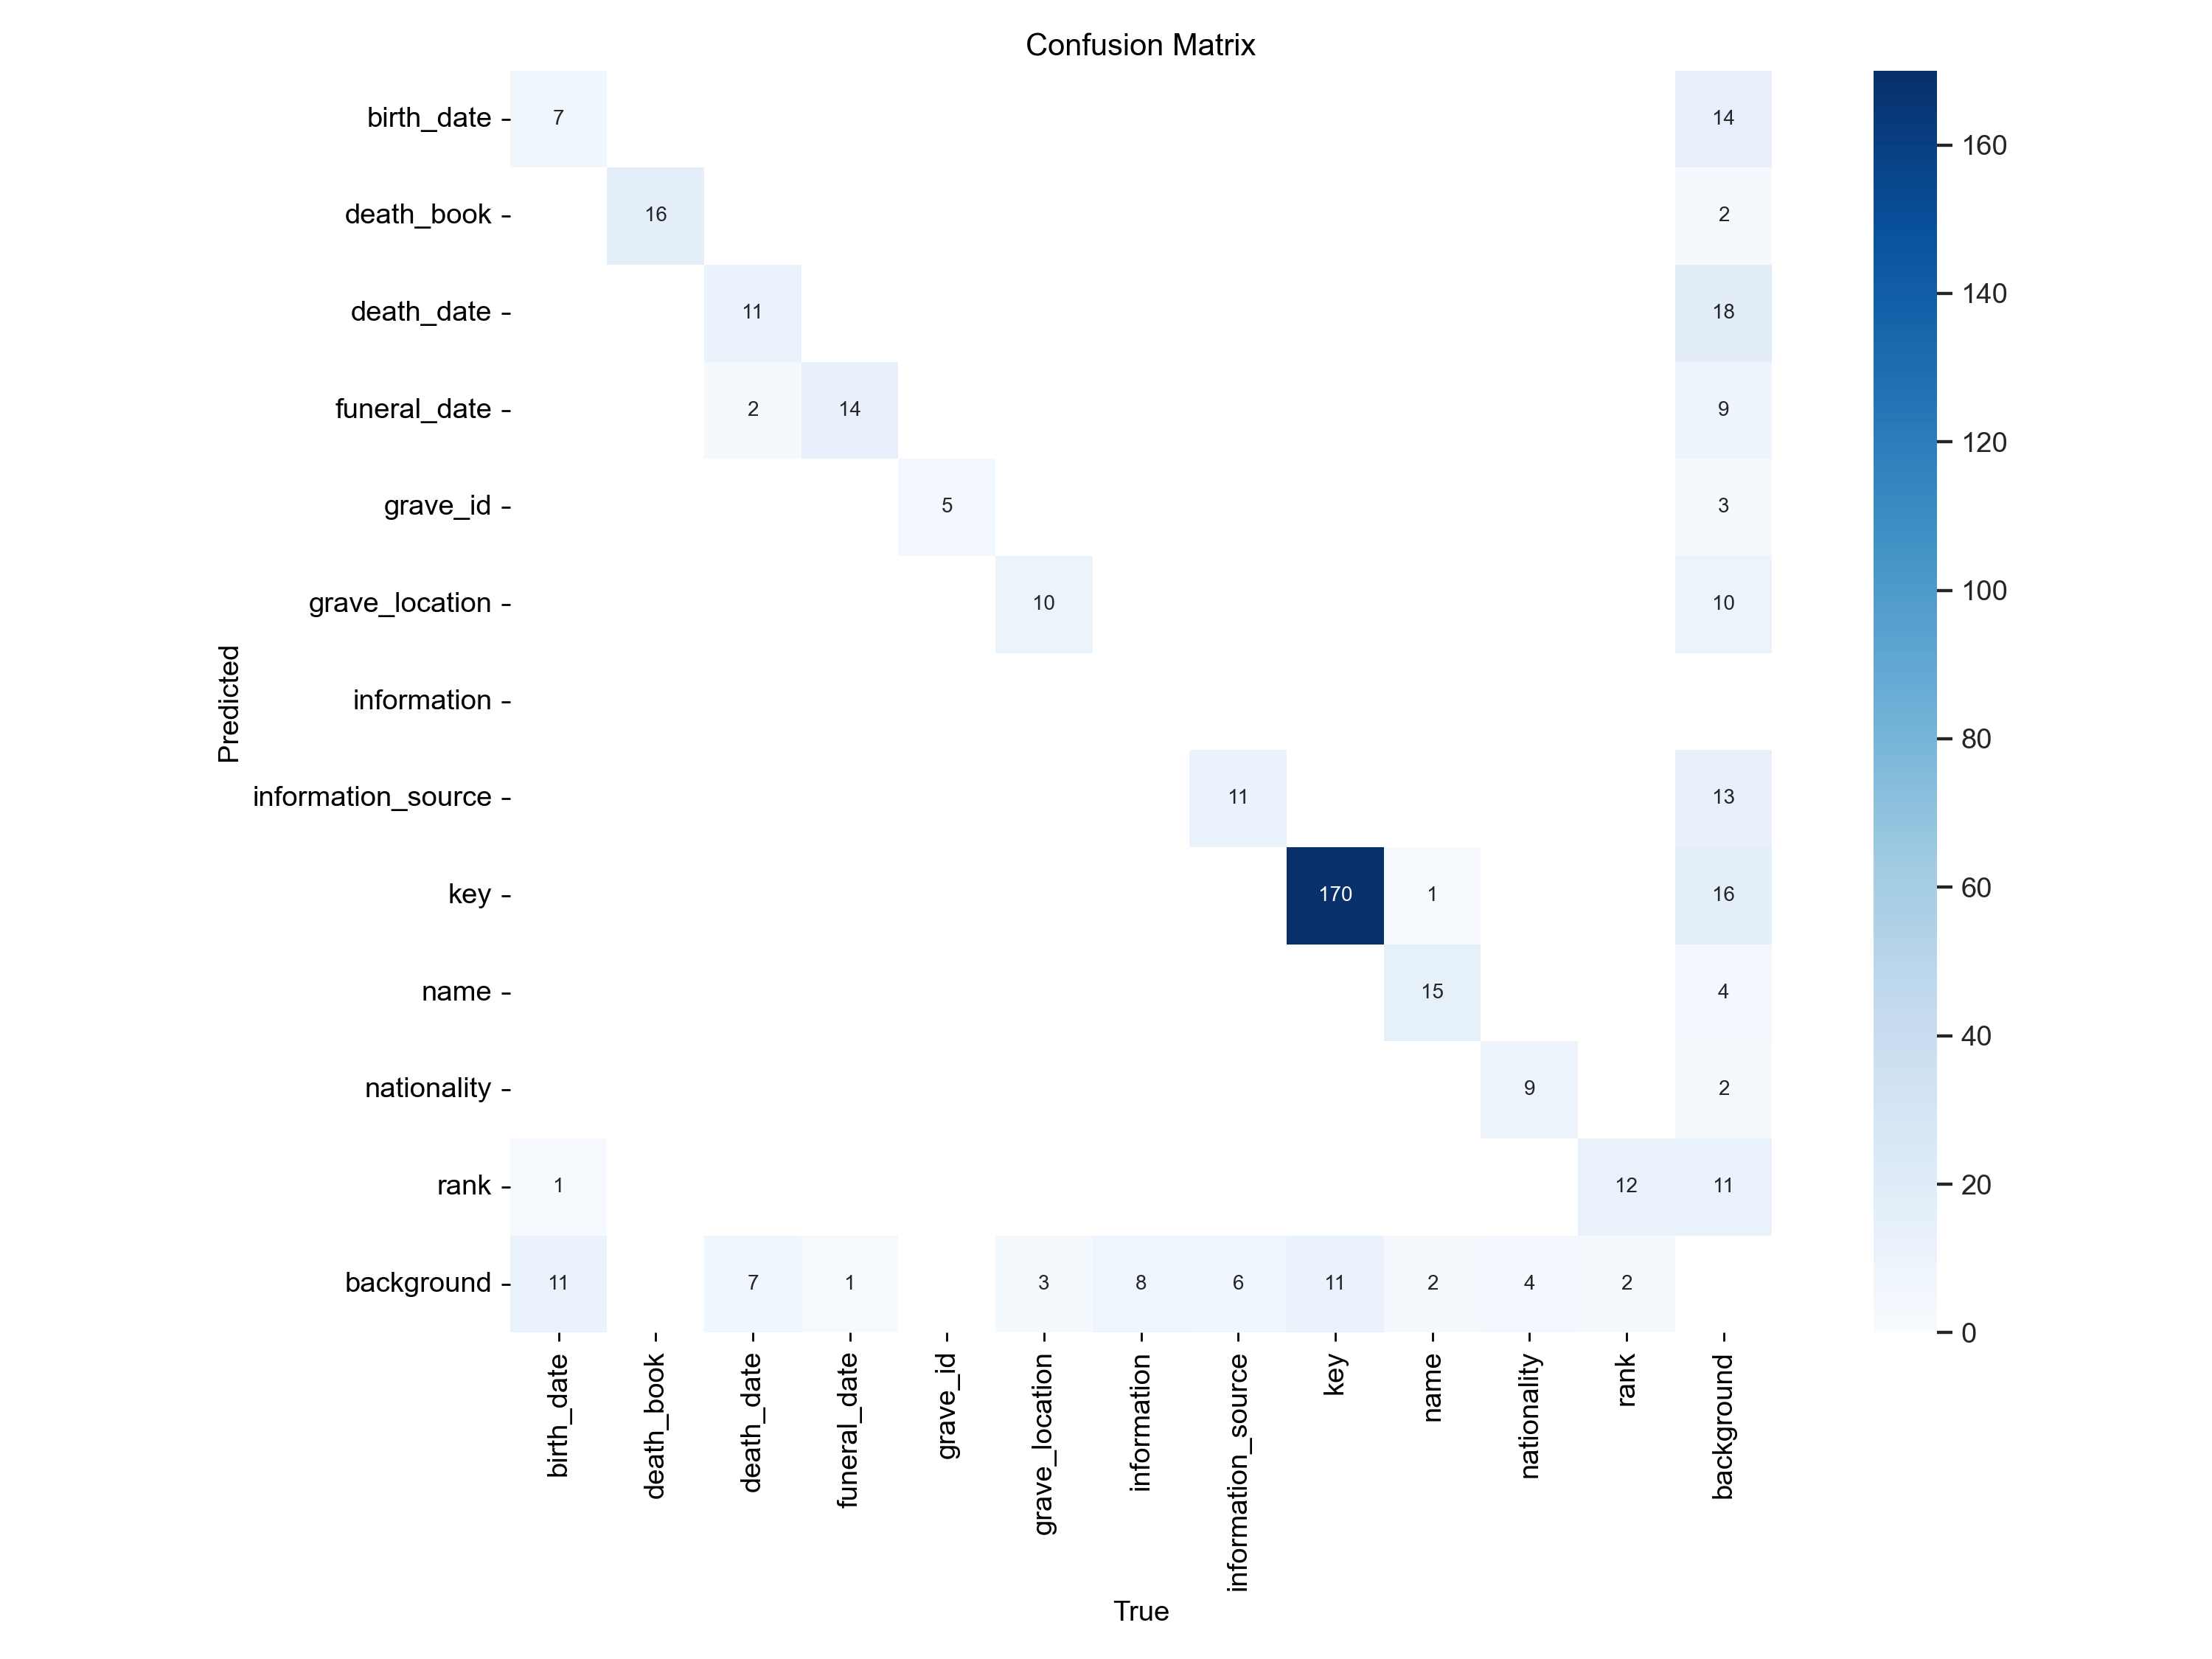 Confusion Matrix
birth_date 7 14
death_book 16 2
death_date 11 18
funeral_date 2 14 9
grave_id 5 3
grave_location 10 10
information
information_source 11 13
key 170 1 16
name 15 4
nationality 9 2
rank 1 12 11
background 11 7 1 3 8 6 11 2 4 2
Predicted
birth_date
death_book
death_date
funeral_date
grave_id
grave_location
information
information_source
key
name
nationality
rank
background
True
160
140
120
100
80
60
40
20
0